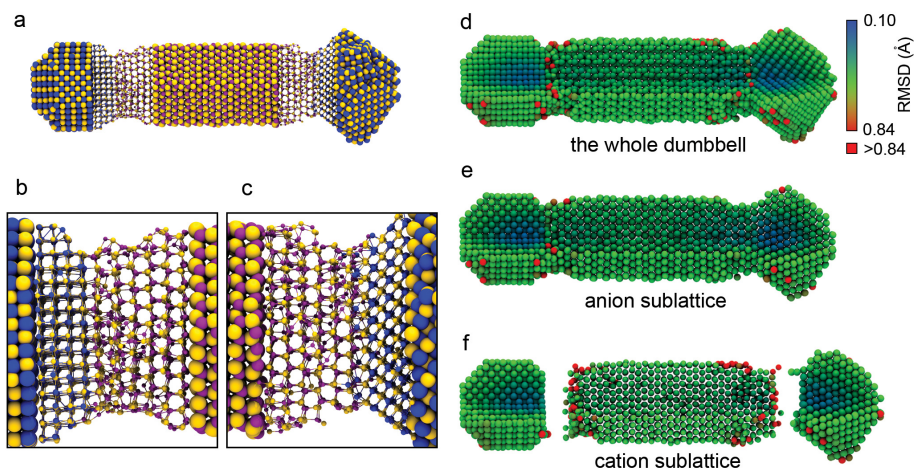 a
b
c
d
the whole dumbbell
e
anion sublattice
f
cation sublattice
0.10
RMSD (Å)
0.84
>0.84